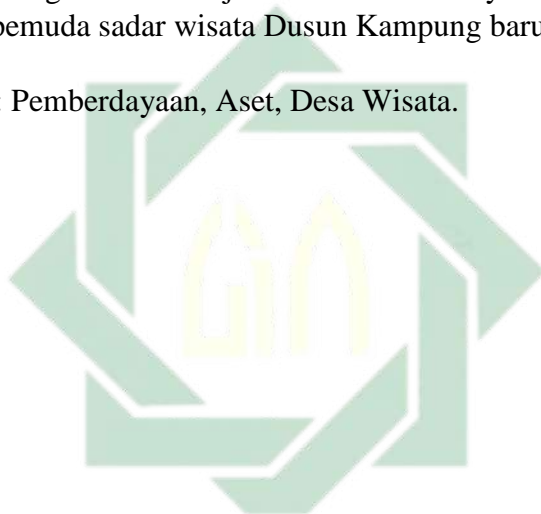 pemuda sadar wisata Dusun Kampung baru
: Pemberdayaan, Aset, Desa Wisata.